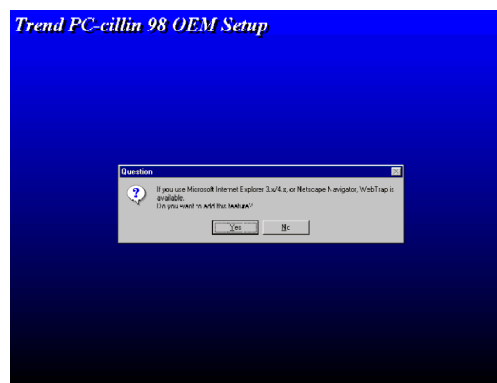 Trend PC-cillin 98 OEM Setup
Question
If you use Microsoft Internet Explorer 3.x/4.x, or Netscape Navigator, WebTrap is
available.
Do you want to add this feature?
Yes
No